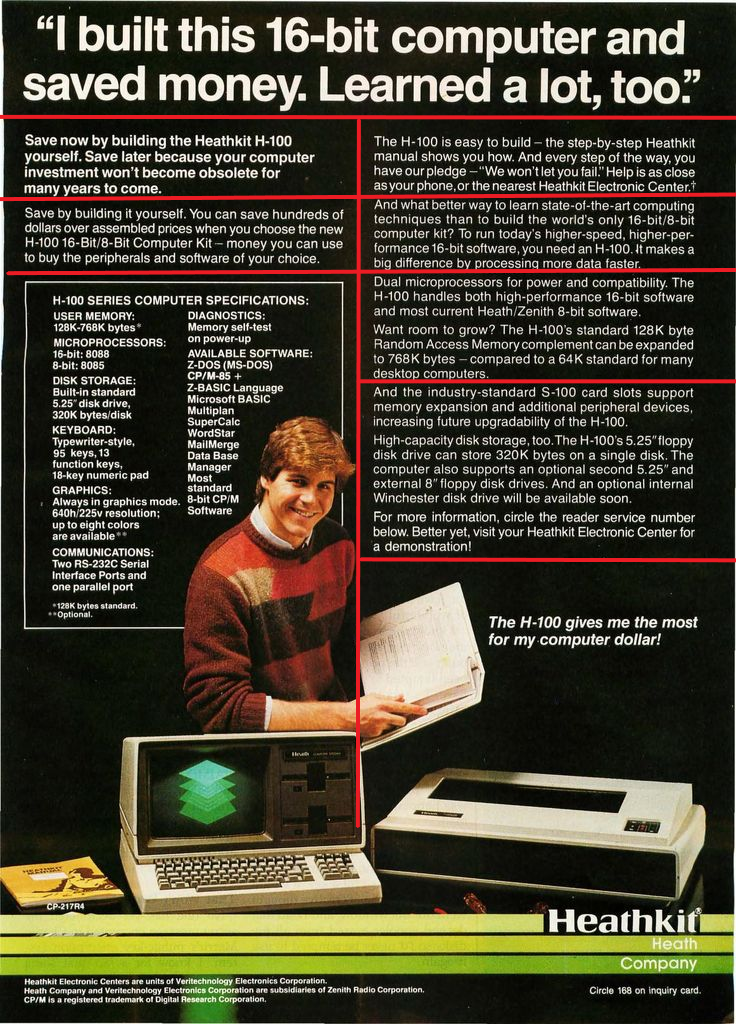 “I built this 16-bit computer and
saved money. Learned a lot, too.”
Save now by building the Heathkit H-100
yourself. Save later because your computer
investment won't become obsolete for
many years to come.
Save by building it yourself. You can save hundreds of
dollars over assembled prices when you choose the new
H-100 16-Bit/8-Bit Computer Kit – money you can use
to buy the peripherals and software of your choice.
H-100 SERIES COMPUTER SPECIFICATIONS:
USER MEMORY:
128K-768K bytes*
MICROPROCESSORS:
16-bit: 8088
8-bit: 8085
DISK STORAGE:
Built-in standard
5.25" disk drive,
320K bytes/disk
KEYBOARD:
Typewriter-style,
95 keys, 13
function keys,
18-key numeric pad
GRAPHICS:
Always in graphics mode.
640h/225v resolution;
up to eight colors
are available**
COMMUNICATIONS:
Two RS-232C Serial
Interface Ports and
one parallel port
*128K bytes standard.
**Optional.
DIAGNOSTICS:
Memory self-test
on power-up
AVAILABLE SOFTWARE:
Z-DOS (MS-DOS)
CP/M-85 +
Z-BASIC Language
Microsoft BASIC
Multiplan
SuperCalc
WordStar
MailMerge
Data Base
Manager
Most
standard
8-bit CP/M
Software
The H-100 is easy to build – the step-by-step Heathkit
manual shows you how. And every step of the way, you
have our pledge –“We won't let you fail.” Help is as close
as your phone, or the nearest Heathkit Electronic Center.†
And what better way to learn state-of-the-art computing
techniques than to build the world's only 16-bit/8-bit
computer kit? To run today's higher-speed, higher-per-
formance 16-bit software, you need an H-100. It makes a
big difference by processing more data faster.
Dual microprocessors for power and compatibility. The
H-100 handles both high-performance 16-bit software
and most current Heath/Zenith 8-bit software.
Want room to grow? The H-100's standard 128K byte
Random Access Memory complement can be expanded
to 768K bytes – compared to a 64K standard for many
desktop computers.
And the industry-standard S-100 card slots support
memory expansion and additional peripheral devices,
increasing future upgradability of the H-100.
High-capacity disk storage, too. The H-100's 5.25" floppy
disk drive can store 320K bytes on a single disk. The
computer also supports an optional second 5.25" and
external 8" floppy disk drives. And an optional internal
Winchester disk drive will be available soon.
For more information, circle the reader service number
below. Better yet, visit your Heathkit Electronic Center for
a demonstration!
The H-100 gives me the most
for my computer dollar!
Heath
CP-217R4
Heathkit®
Heath
Company
Heathkit Electronic Centers are units of Veritechnology Electronics Corporation.
Heath Company and Veritechnology Electronics Corporation are subsidiaries of Zenith Radio Corporation.
CP/M is a registered trademark of Digital Research Corporation.
Circle 168 on inquiry card.